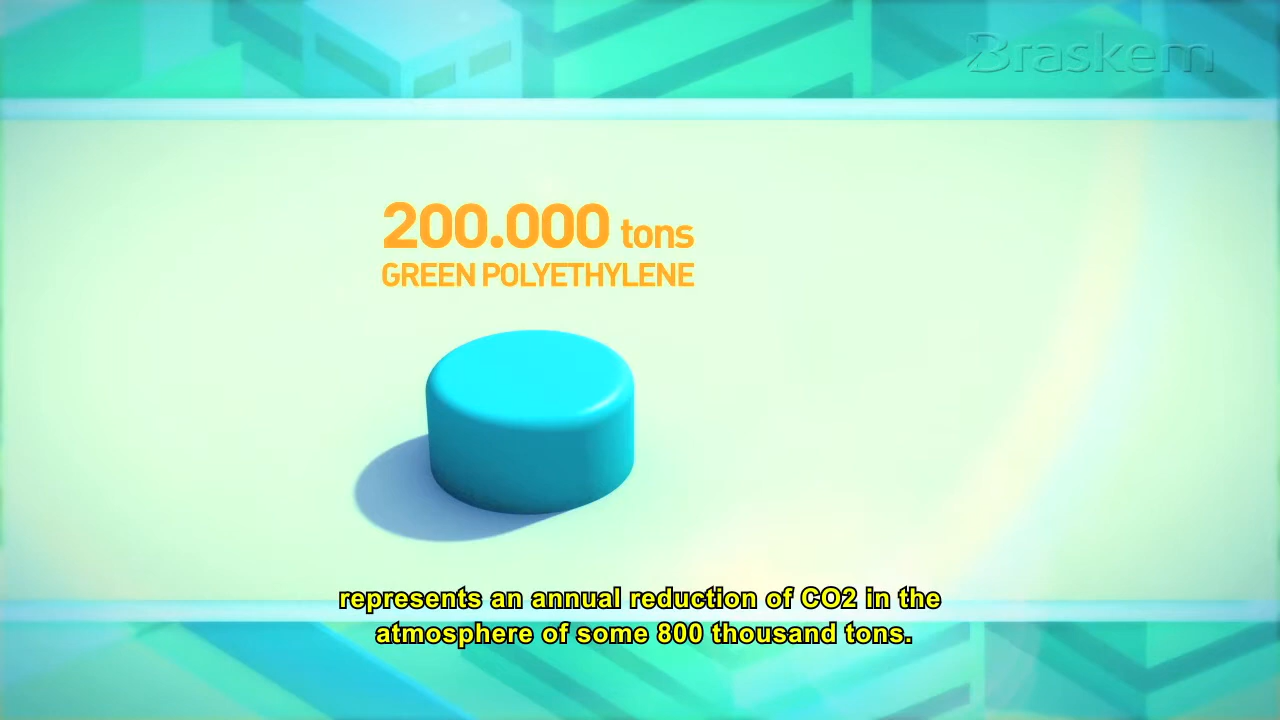 Braskem
200.000 tons
GREEN POLYETHYLENE
represents an annual reduction of CO2 in the
atmosphere of some 800 thousand tons.